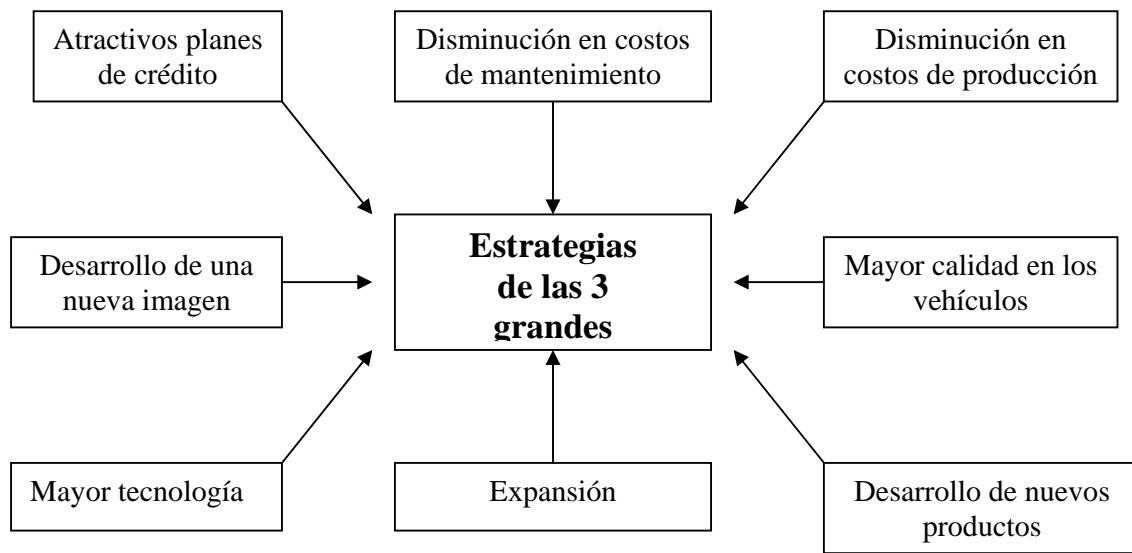 Atractivos planes
de crédito
Disminución en costos
de mantenimiento
Disminución en
costos de producción
Desarrollo de una
nueva imagen
Estrategias
de las 3
grandes
Mayor calidad en los
vehículos
Mayor tecnología
Expansión
Desarrollo de nuevos
productos